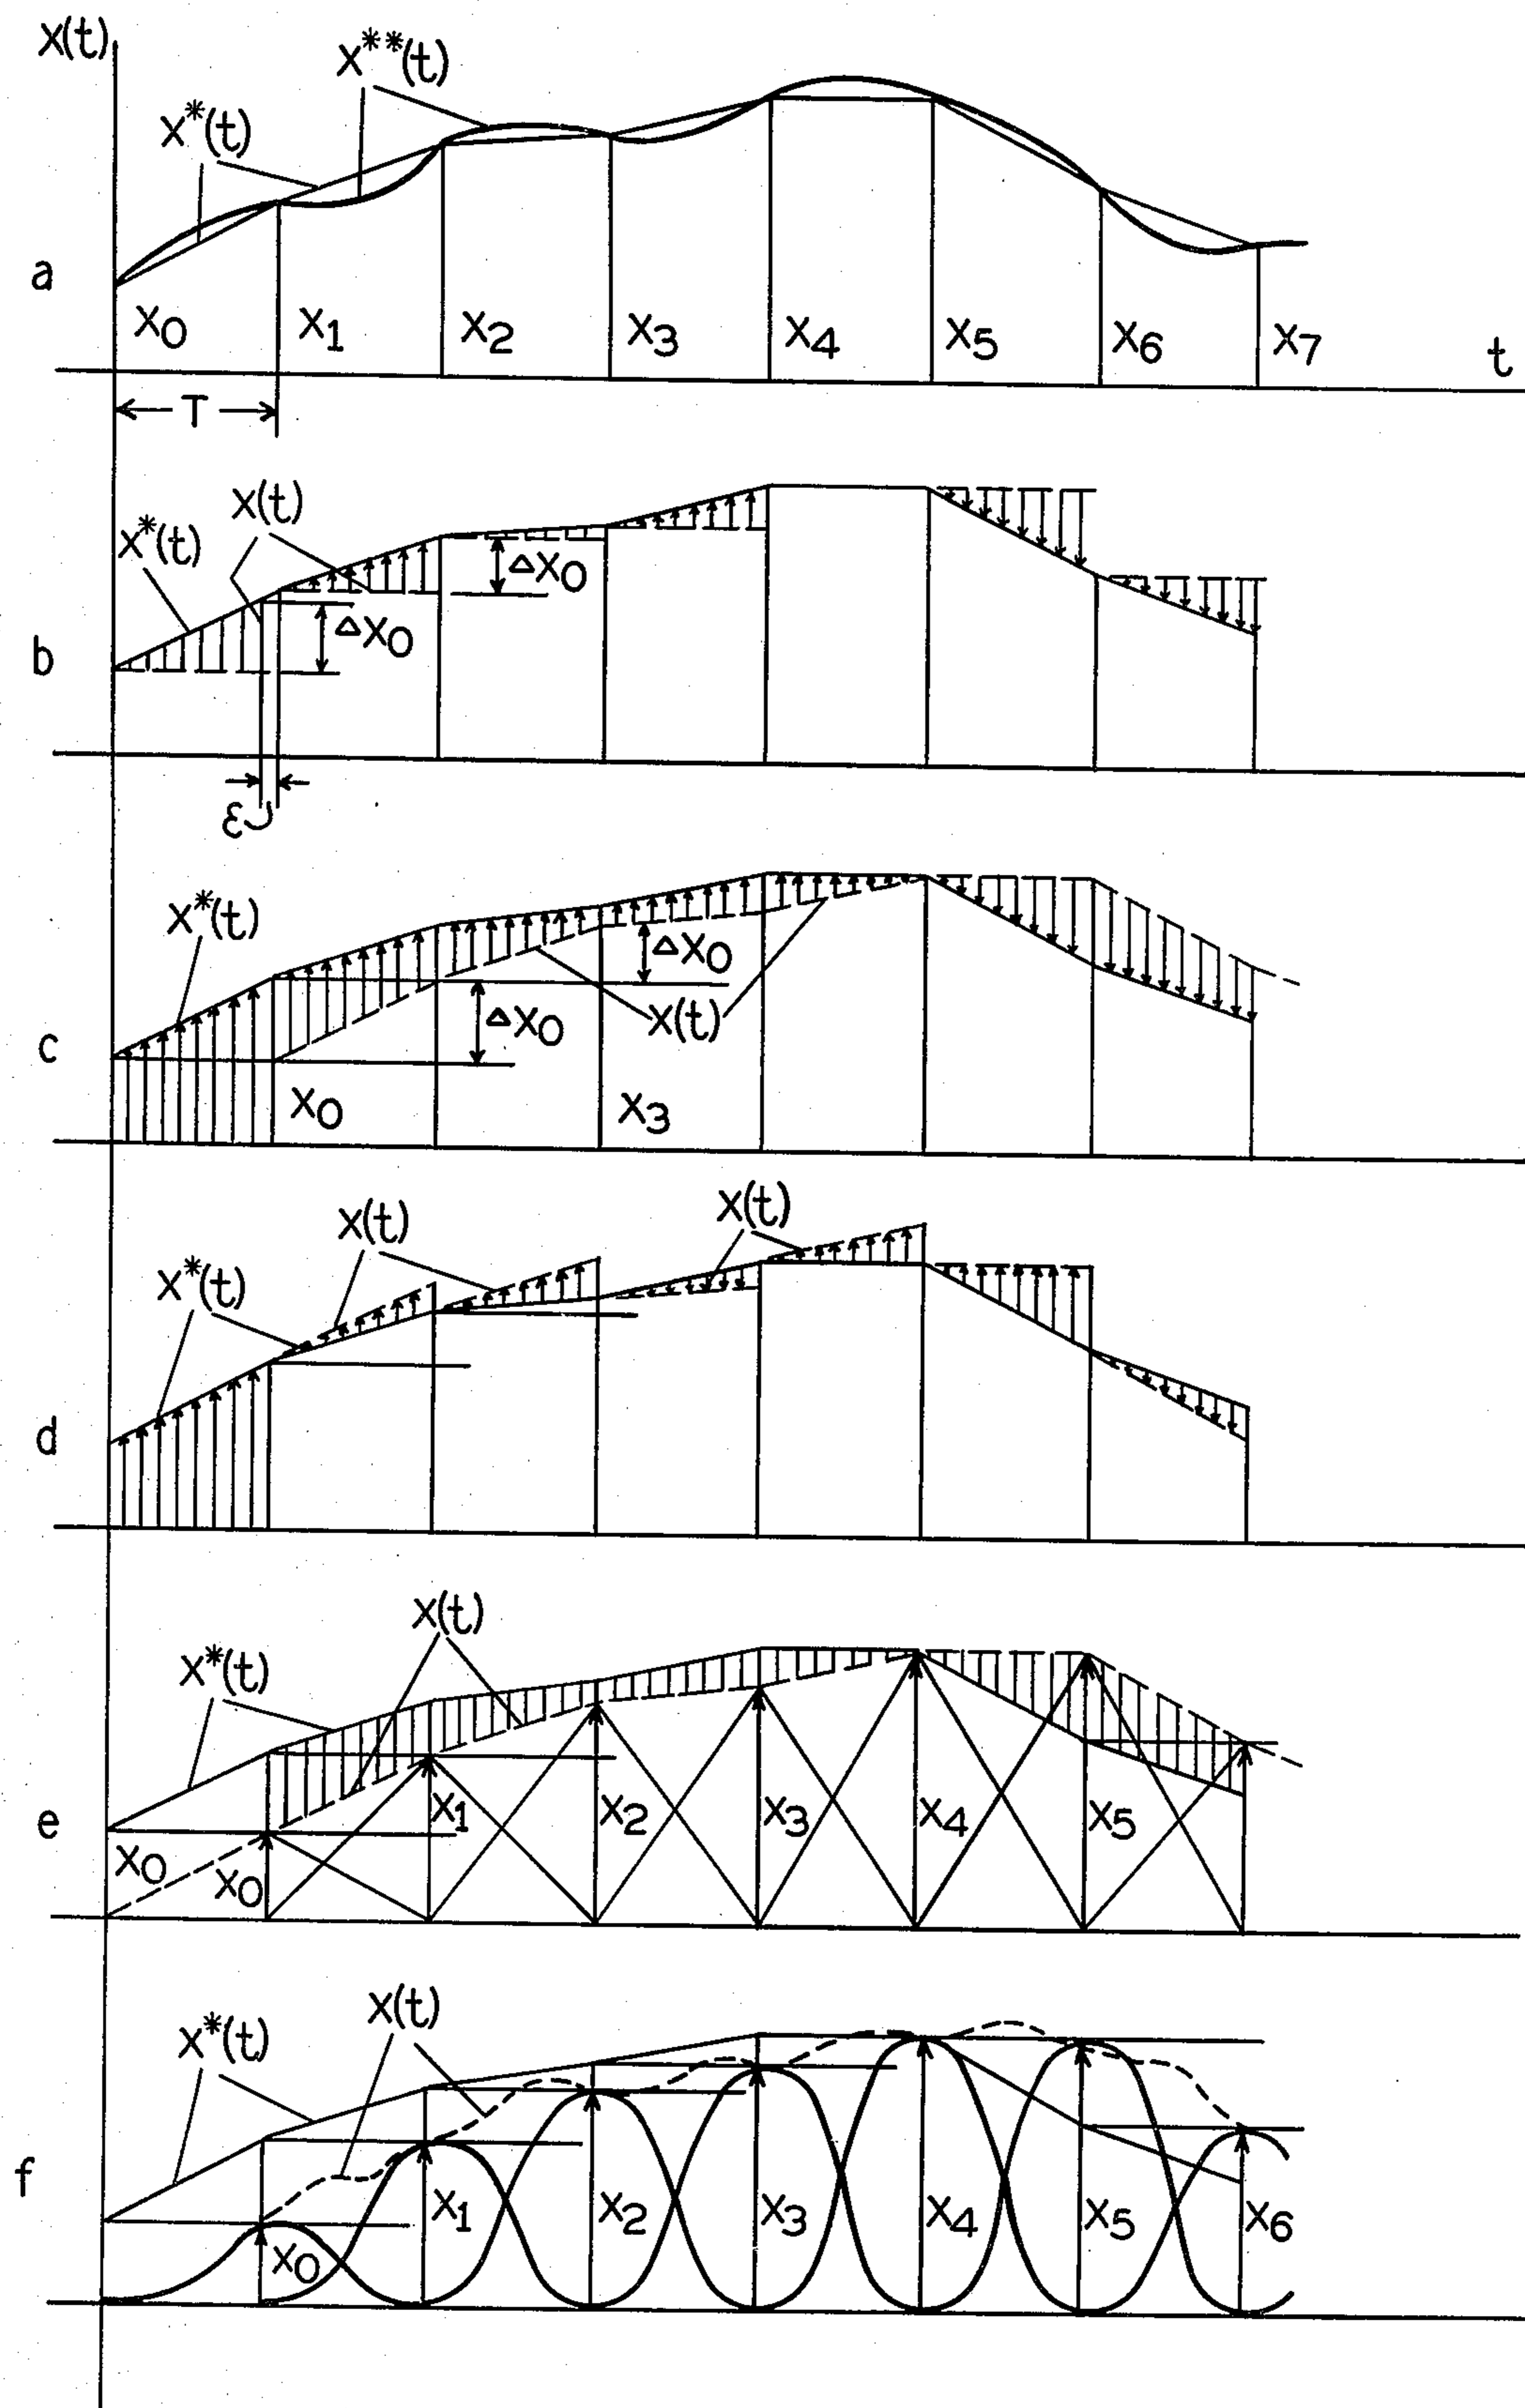 x(t)
x**(t)
x*(t)
a
x0 x1 x2 x3 x4 x5 x6 x7 t
T
x(t)
x*(t)
ΔX0
ΔX0
b
ε
x*(t)
ΔX0
ΔX0 x(t)
c
X0 X3
x(t) x(t)
x*(t)
d
x(t)
x*(t)
e
X1 X2 X3 X4 X5
X0 X0
x(t)
x*(t)
f
X0 X1 X2 X3 X4 X5 X6